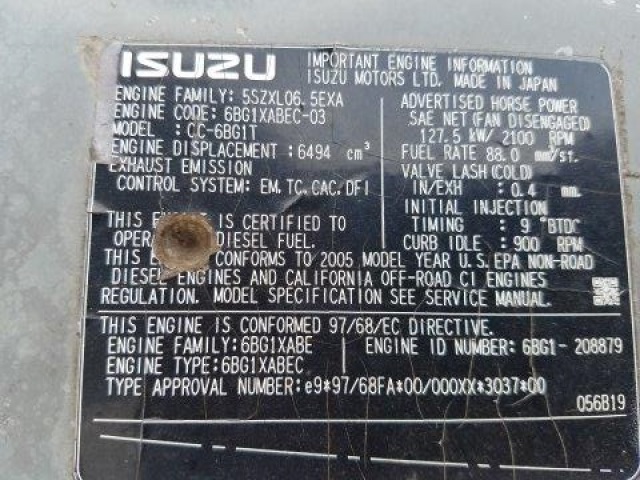 ISUZU
IMPORTANT ENGINE INFORMATION
ISUZU MOTORS LTD. MADE IN JAPAN
ENGINE FAMILY: 5SZXL06.5EXA
ENGINE CODE: 6BG1XABEC-03
MODEL : CC-6BG1T
ENGINE DISPLACEMENT: 6494 cm³
EXHAUST EMISSION
CONTROL SYSTEM: EM,TC,CAC,DFI
ADVERTISED HORSE POWER
SAE NET (FAN DISENGAGED)
127.5 kW/ 2100 RPM
FUEL RATE 88.0 mm³/st.
VALVE LASH (COLD)
IN/EXH : 0.4 mm.
INITIAL INJECTION
TIMING : 9 °BTDC
CURB IDLE: 900 RPM
THIS IS CERTIFIED TO
DIESEL FUEL.
THIS CONFORMS TO 2005 MODEL YEAR U.S.EPA NON-ROAD
DIESEL ENGINES AND CALIFORNIA OFF-ROAD CI ENGINES
REGULATION. MODEL SPECIFICATION SEE SERVICE MANUAL.
THIS ENGINE IS CONFORMED 97/68/EC DIRECTIVE.
ENGINE FAMILY:6BG1XABE ENGINE ID NUMBER: 6BG1- 208879
ENGINE TYPE:6BG1XABEC
TYPE APPROVAL NUMBER:e9*97/68FA*00/000XX*3037*00
056B19